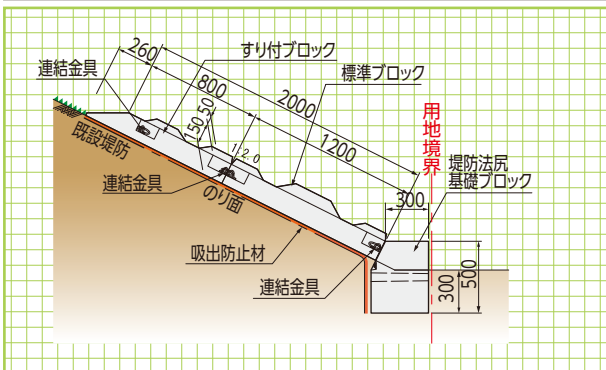 260
すり付ブロック
連結金具
800
2000
標準ブロック
150
50
1200
用地境界
既設堤防
1:2.0
堤防法尻
基礎ブロック
連結金具
のり面
300
吸出防止材
連結金具
300
500